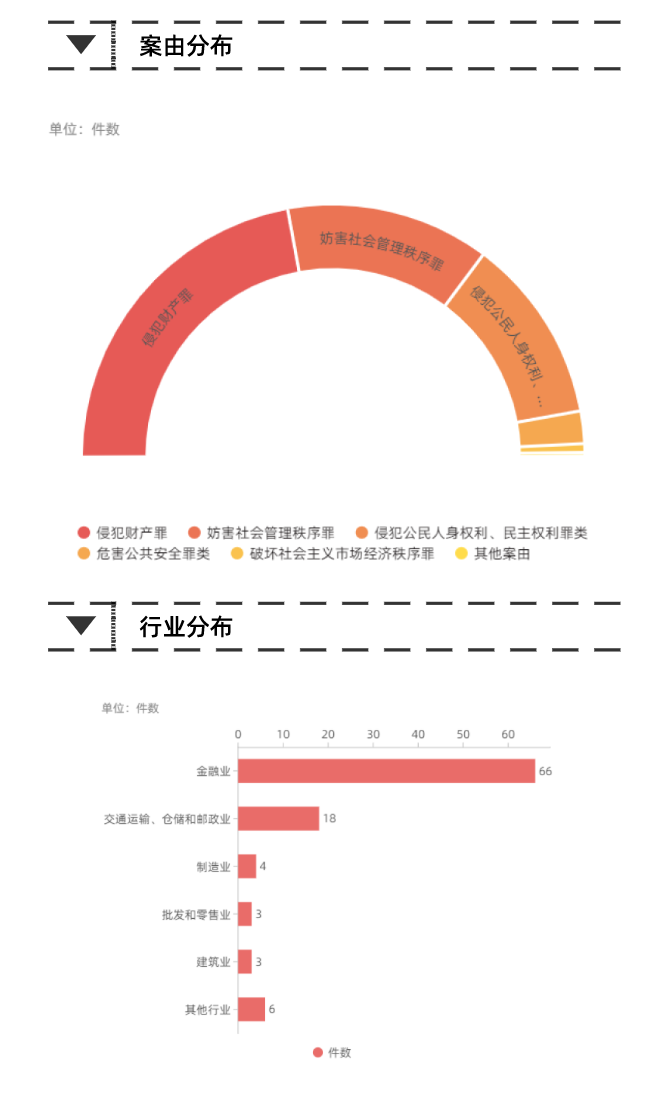 案由分布
单位：件数
侵犯财产罪
妨害社会管理秩序罪
侵犯公民人身权利、...
侵犯财产罪 妨害社会管理秩序罪 侵犯公民人身权利、民主权利罪类
危害公共安全罪类 破坏社会主义市场经济秩序罪 其他案由
行业分布
单位：件数
0 10 20 30 40 50 60
金融业 66
交通运输、仓储和邮政业 18
制造业 4
批发和零售业 3
建筑业 3
其他行业 6
件数